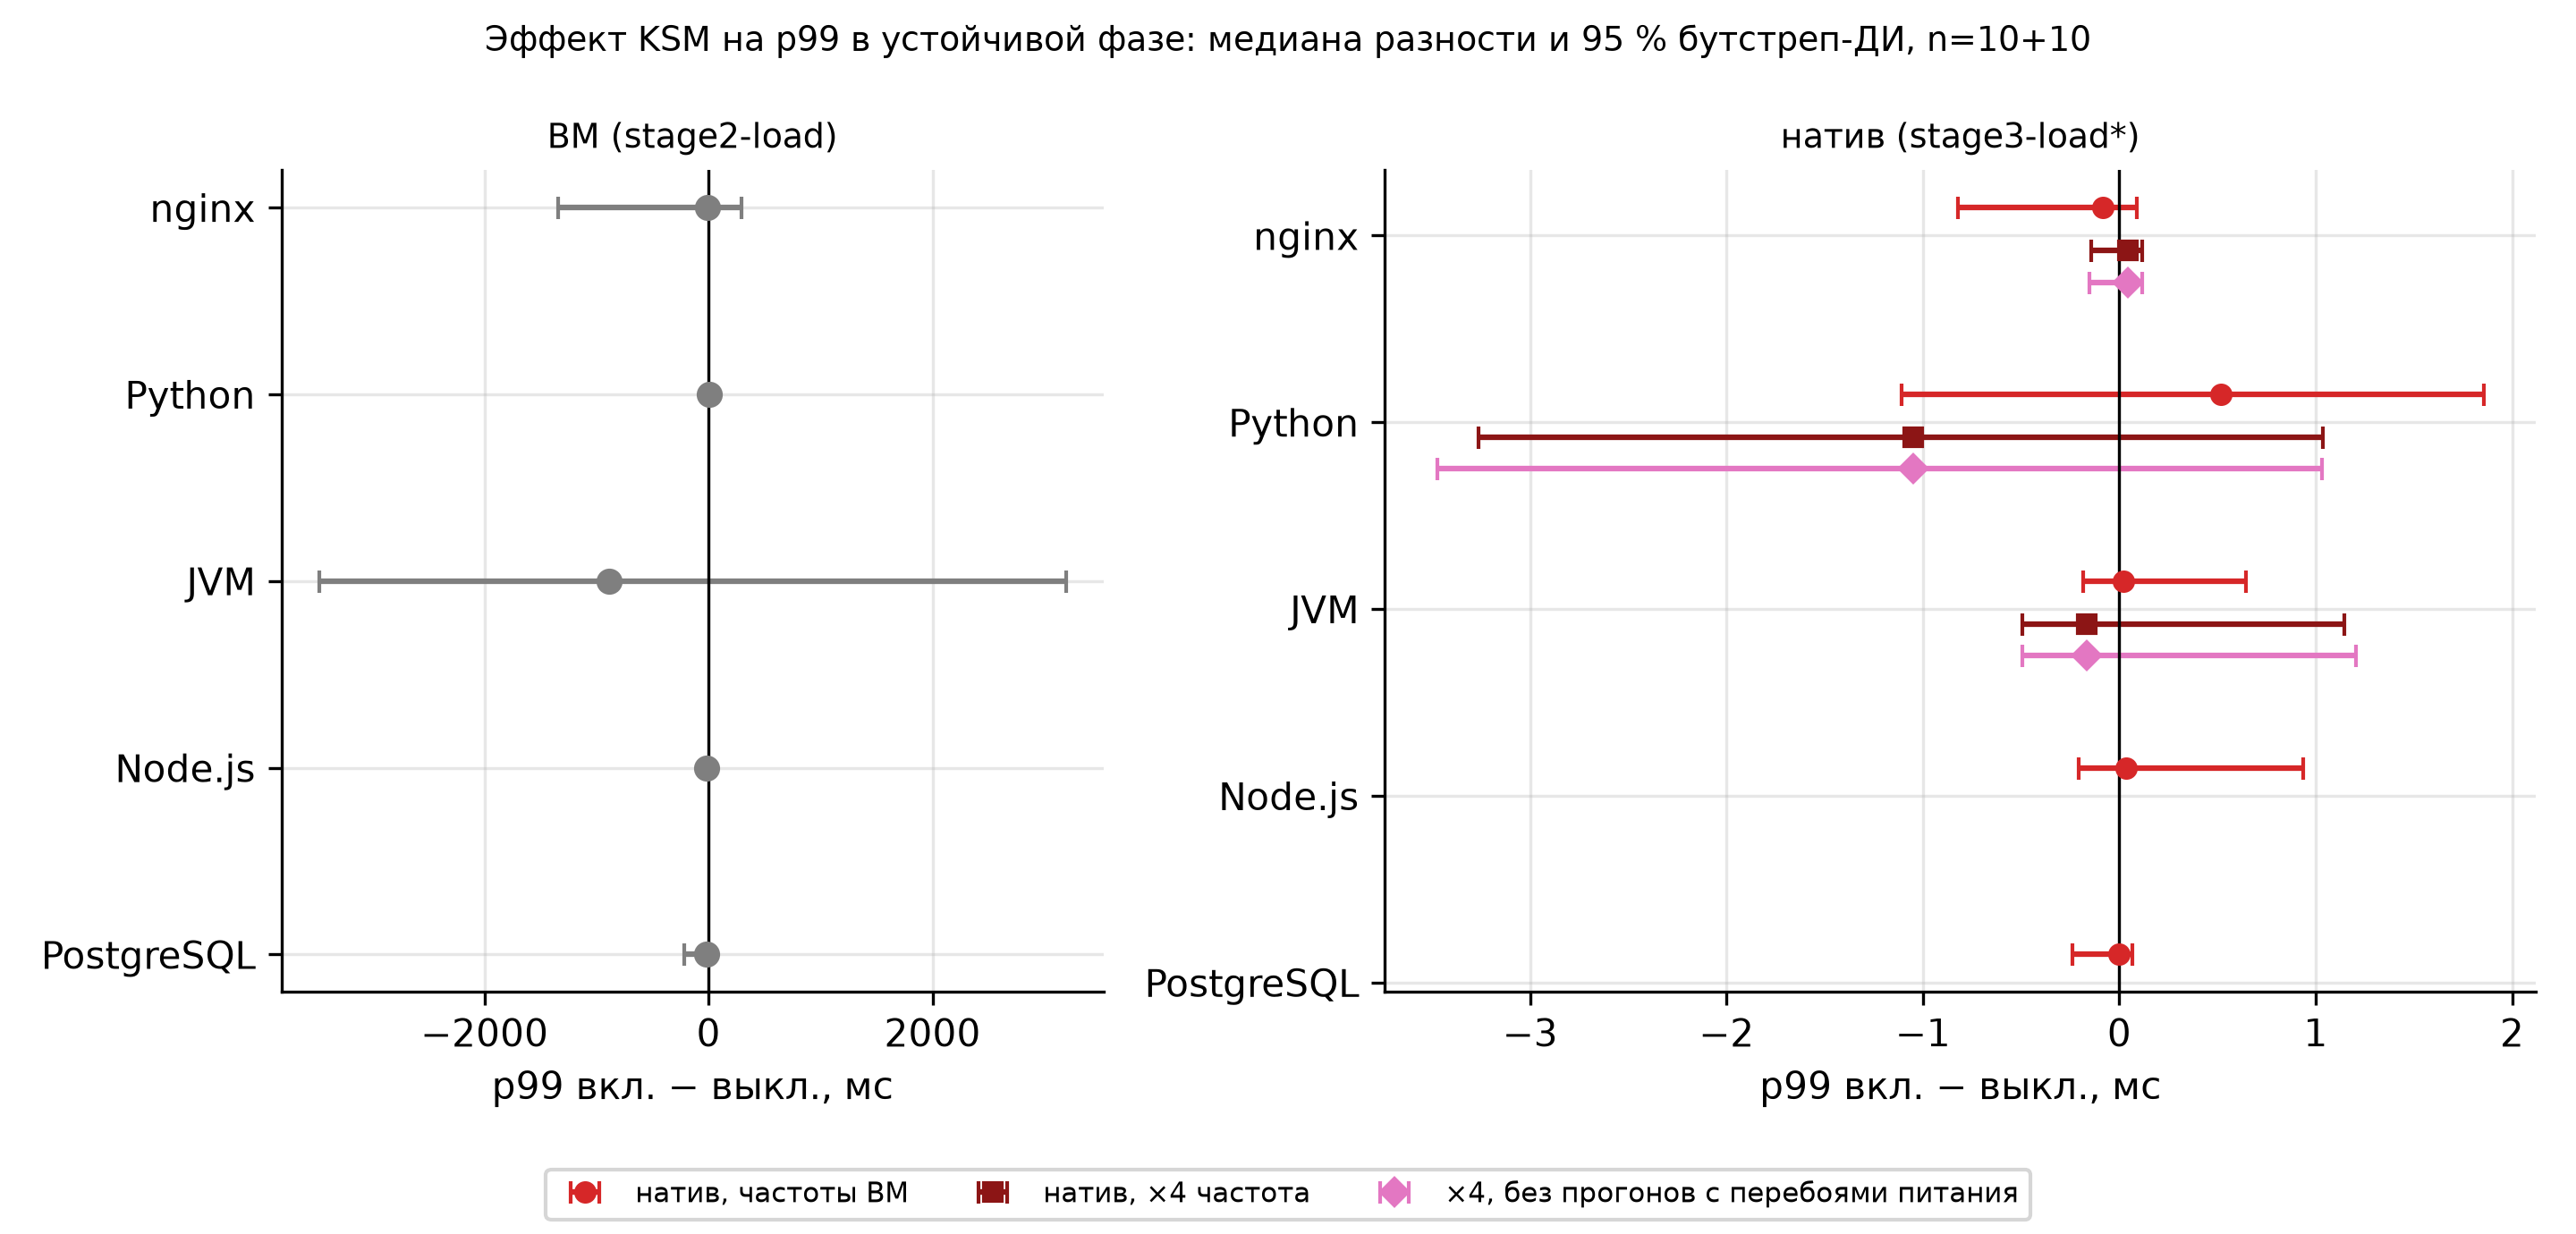 Эффект KSM на p99 в устойчивой фазе: медиана разности и 95 % бутстреп-ДИ, n=10+10
ВМ (stage2-load)
nginx
Python
JVM
Node.js
PostgreSQL
−2000
0
2000
p99 вкл. − выкл., мс
натив (stage3-load*)
nginx
Python
JVM
Node.js
PostgreSQL
−3
−2
−1
0
1
2
p99 вкл. − выкл., мс
натив, частоты ВМ
натив, ×4 частота
×4, без прогонов с перебоями питания